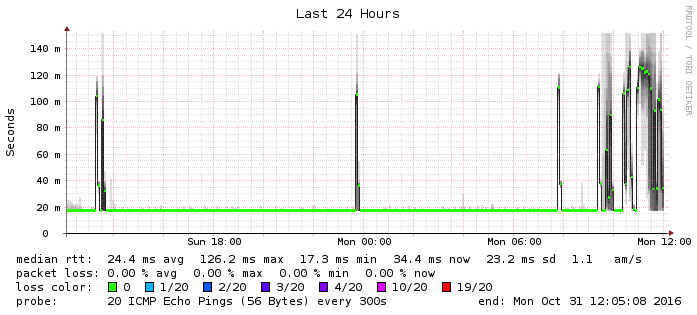 Last 24 Hours
RRDTOOL / TOBI OETIKER
Seconds
140 m
120 m
100 m
80 m
60 m
40 m
20 m
0
Sun 18:00 Mon 00:00 Mon 06:00 Mon 12:00
median rtt: 24.4 ms avg 126.2 ms max 17.3 ms min 34.4 ms now 23.2 ms sd 1.1 am/s
packet loss: 0.00 % avg 0.00 % max 0.00 % min 0.00 % now
loss color: 0 1/20 2/20 3/20 4/20 10/20 19/20
probe: 20 ICMP Echo Pings (56 Bytes) every 300s end: Mon Oct 31 12:05:08 2016